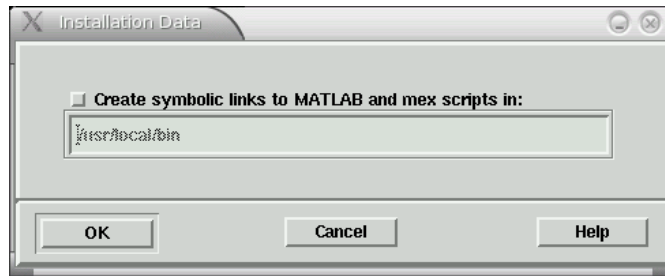 Installation Data
Create symbolic links to MATLAB and mex scripts in:
/usr/local/bin
OK
Cancel
Help